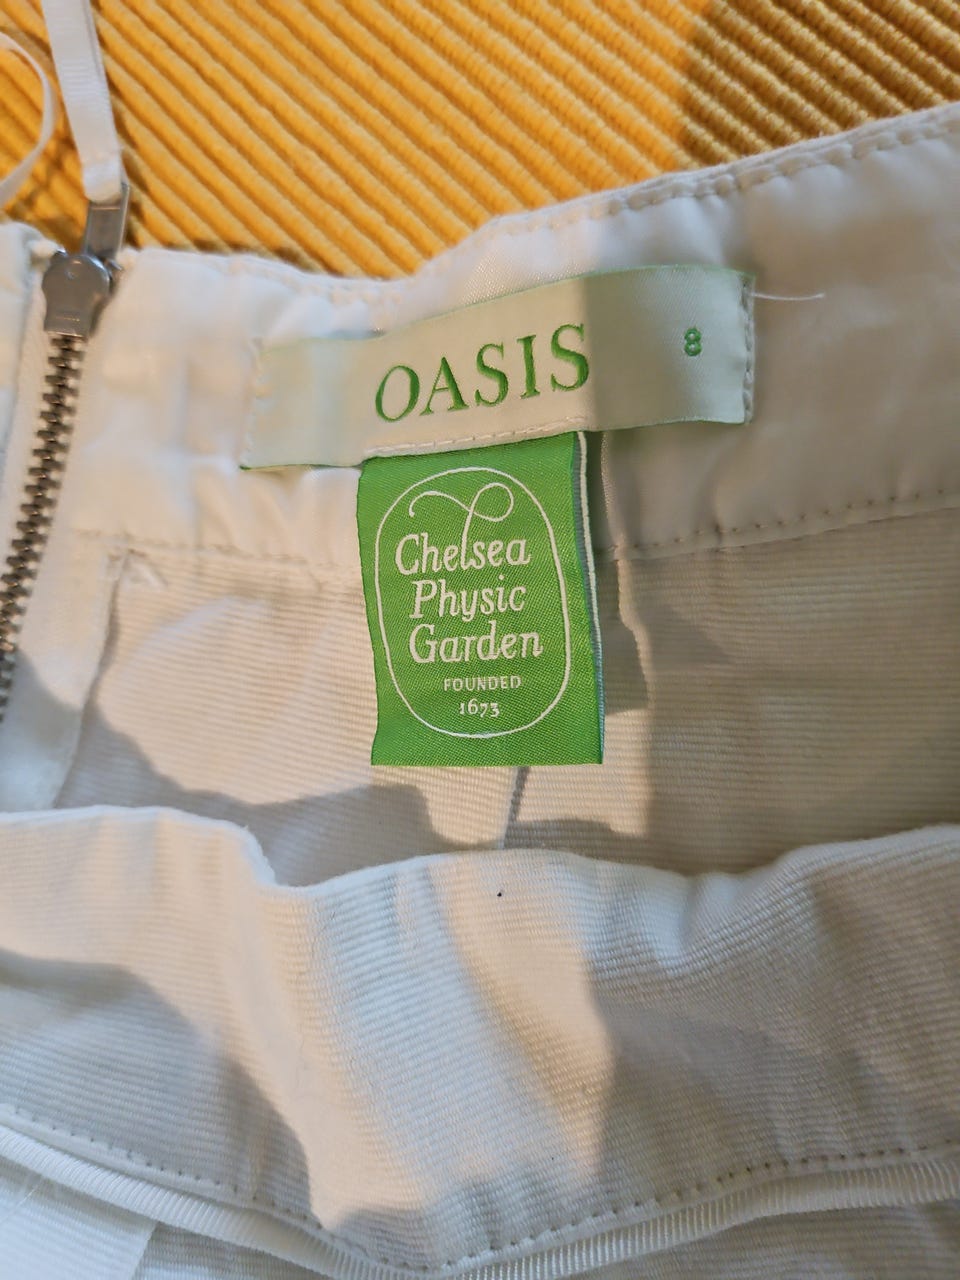 OASIS 8
Chelsea
Physic
Garden
FOUNDED
1673